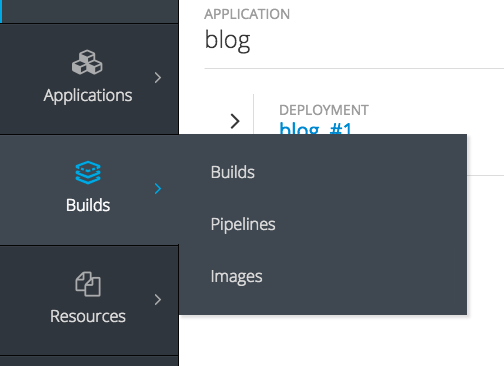 APPLICATION
blog
Applications
DEPLOYMENT
blog, #1
Builds
Builds
Pipelines
Images
Resources